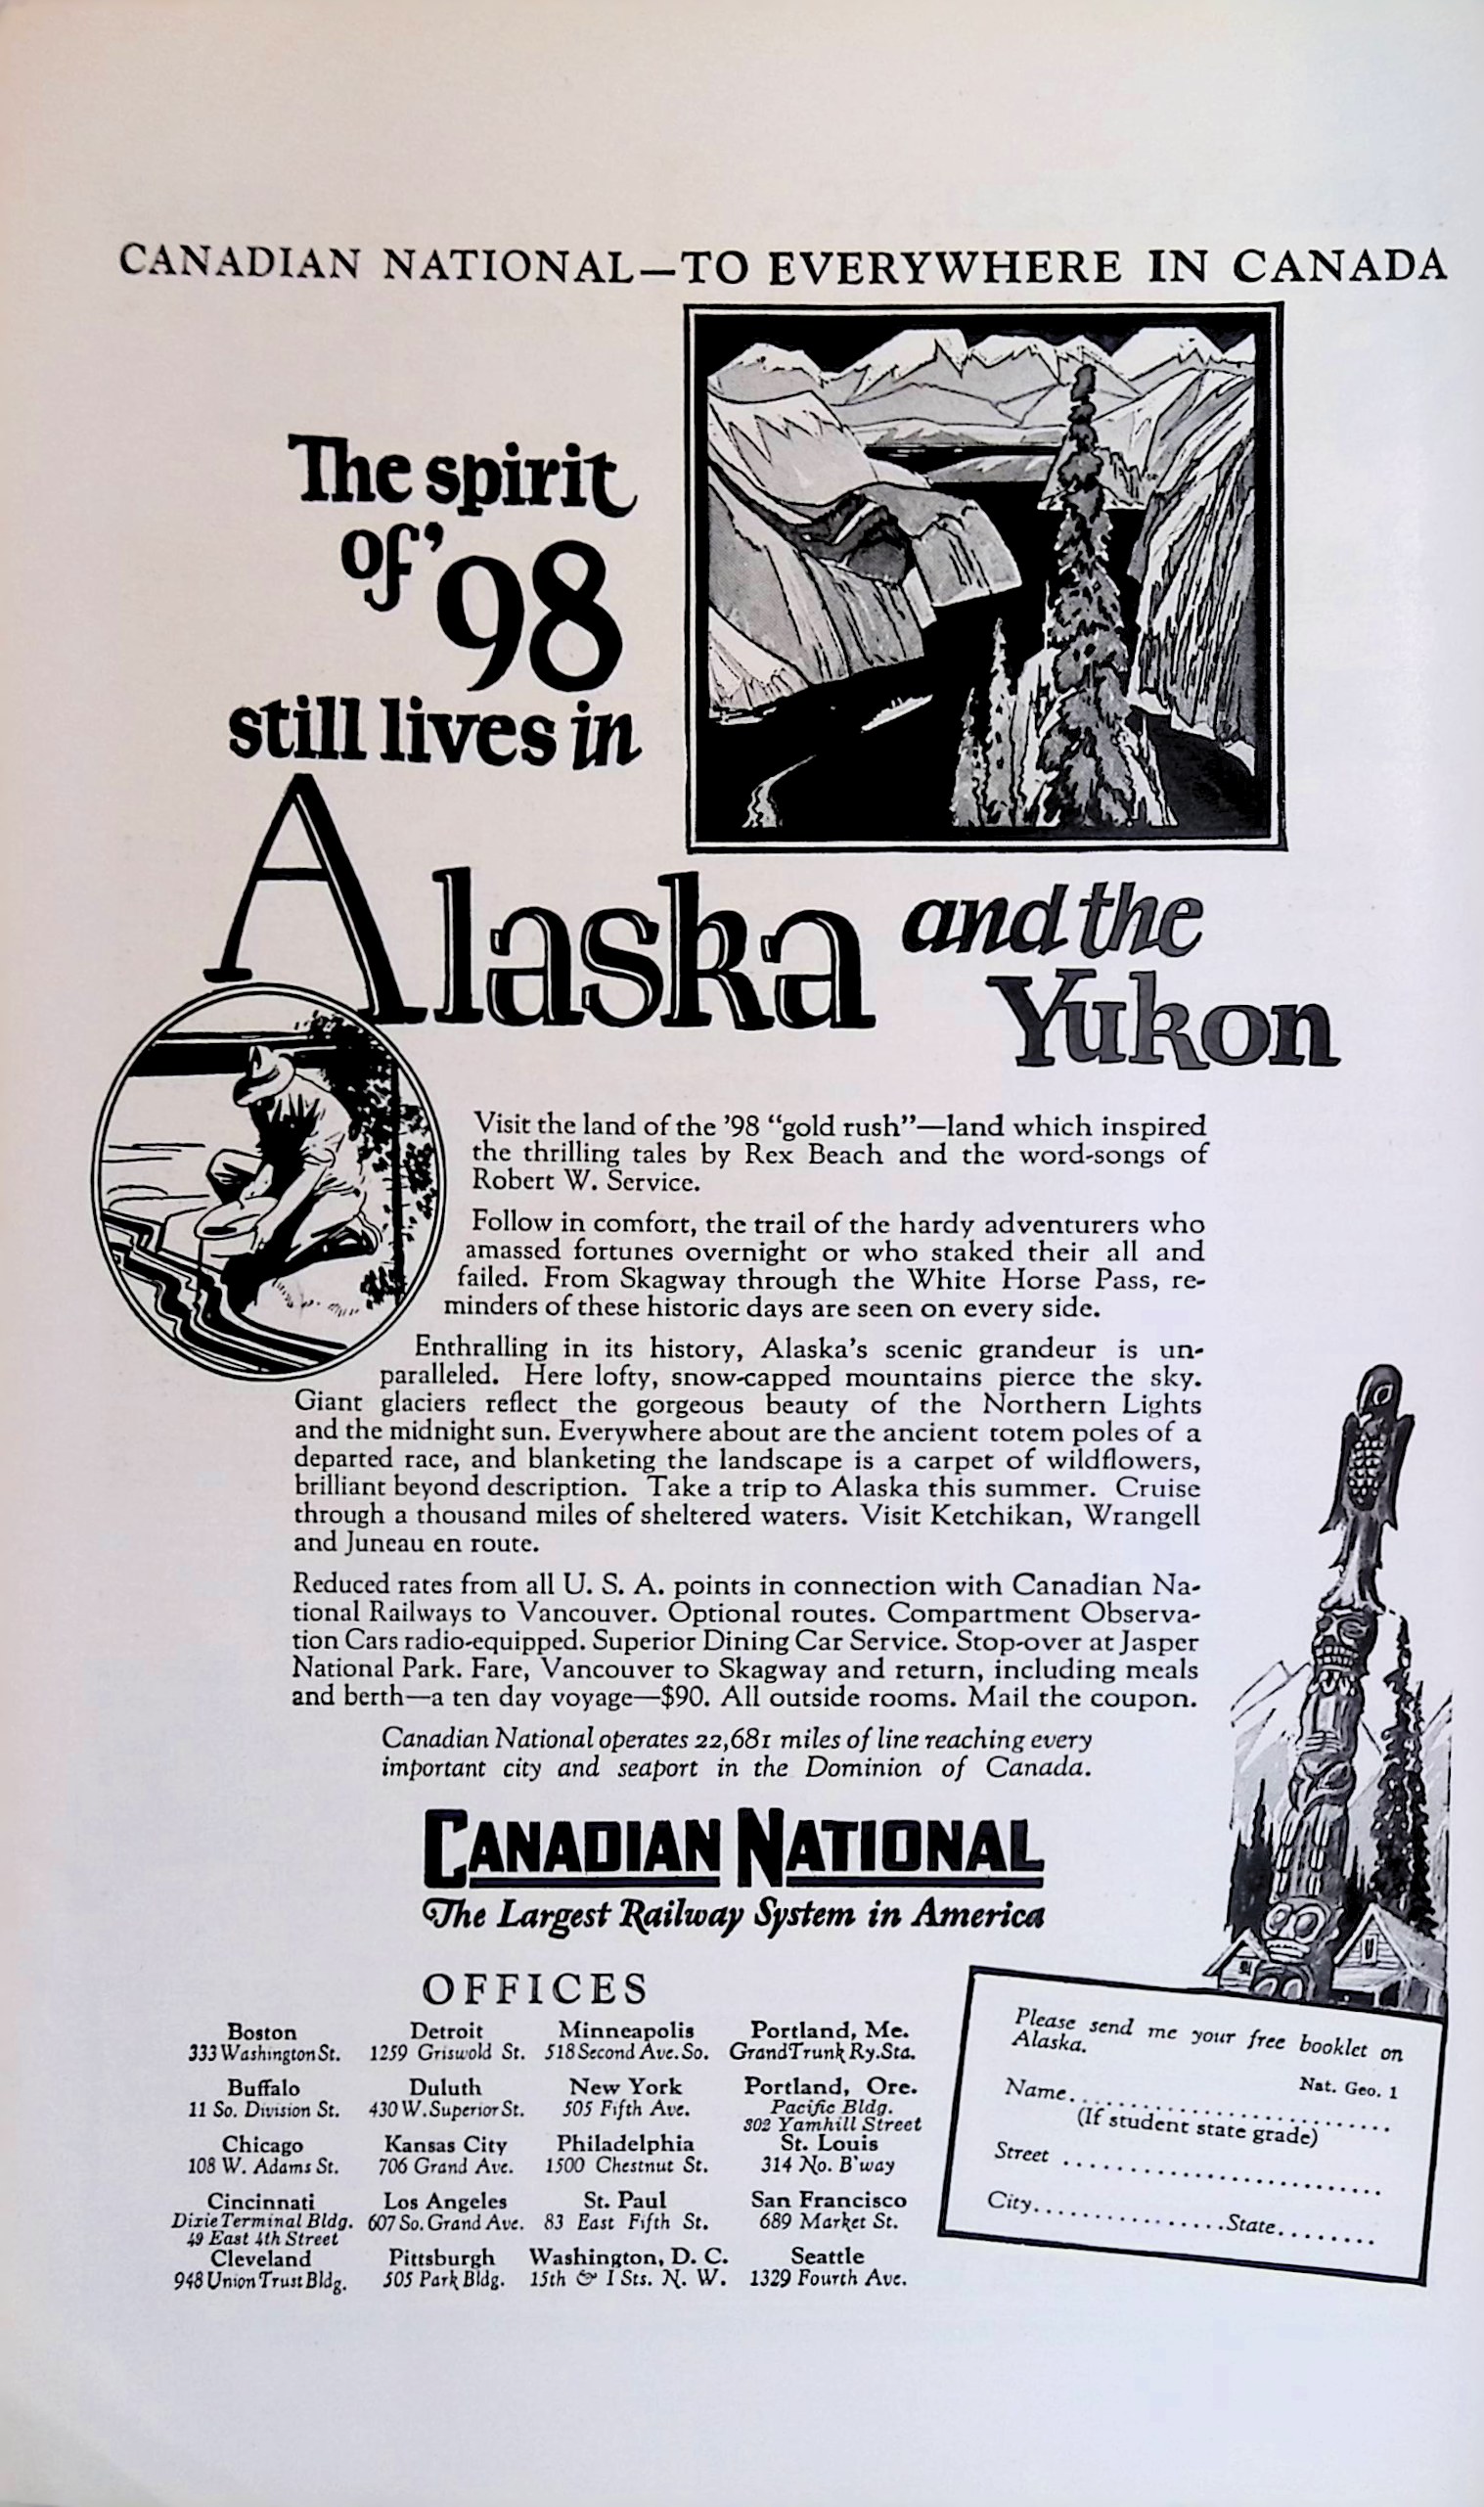 CANADIAN NATIONAL—TO EVERYWHERE IN CANADA
The spirit
of '98
still lives in
Alaska and the
Yukon
Visit the land of the '98 “gold rush”—land which inspired
the thrilling tales by Rex Beach and the word-songs of
Robert W. Service.
Follow in comfort, the trail of the hardy adventurers who
amassed fortunes overnight or who staked their all and
failed. From Skagway through the White Horse Pass, re-
minders of these historic days are seen on every side.
Enthralling in its history, Alaska's scenic grandeur is un-
paralleled. Here lofty, snow-capped mountains pierce the sky.
Giant glaciers reflect the gorgeous beauty of the Northern Lights
and the midnight sun. Everywhere about are the ancient totem poles of a
departed race, and blanketing the landscape is a carpet of wildflowers,
brilliant beyond description. Take a trip to Alaska this summer. Cruise
through a thousand miles of sheltered waters. Visit Ketchikan, Wrangell
and Juneau en route.
Reduced rates from all U. S. A. points in connection with Canadian Na-
tional Railways to Vancouver. Optional routes. Compartment Observa-
tion Cars radio-equipped. Superior Dining Car Service. Stop-over at Jasper
National Park. Fare, Vancouver to Skagway and return, including meals
and berth—a ten day voyage—$90. All outside rooms. Mail the coupon.
Canadian National operates 22,681 miles of line reaching every
important city and seaport in the Dominion of Canada.
CANADIAN NATIONAL
The Largest Railway System in America
OFFICES
Boston
333 Washington St.
Buffalo
11 So. Division St.
Chicago
108 W. Adams St.
Cincinnati
Dixie Terminal Bldg.
49 East 4th Street
Cleveland
948 Union Trust Bldg.
Detroit
1259 Griswold St.
Duluth
430 W. Superior St.
Kansas City
706 Grand Ave.
Los Angeles
607 So. Grand Ave.
Pittsburgh
505 Park Bldg.
Minneapolis
518 Second Ave. So.
New York
505 Fifth Ave.
Philadelphia
1500 Chestnut St.
St. Paul
83 East Fifth St.
Washington, D. C.
15th & I Sts. N. W.
Portland, Me.
Grand Trunk Ry. Sta.
Portland, Ore.
Pacific Bldg.
302 Yamhill Street
St. Louis
314 No. B'way
San Francisco
689 Market St.
Seattle
1329 Fourth Ave.
Please send me your free booklet on
Alaska.
Nat. Geo. 1
Name..............................
(If student state grade)
Street ..............................
City..................State.........